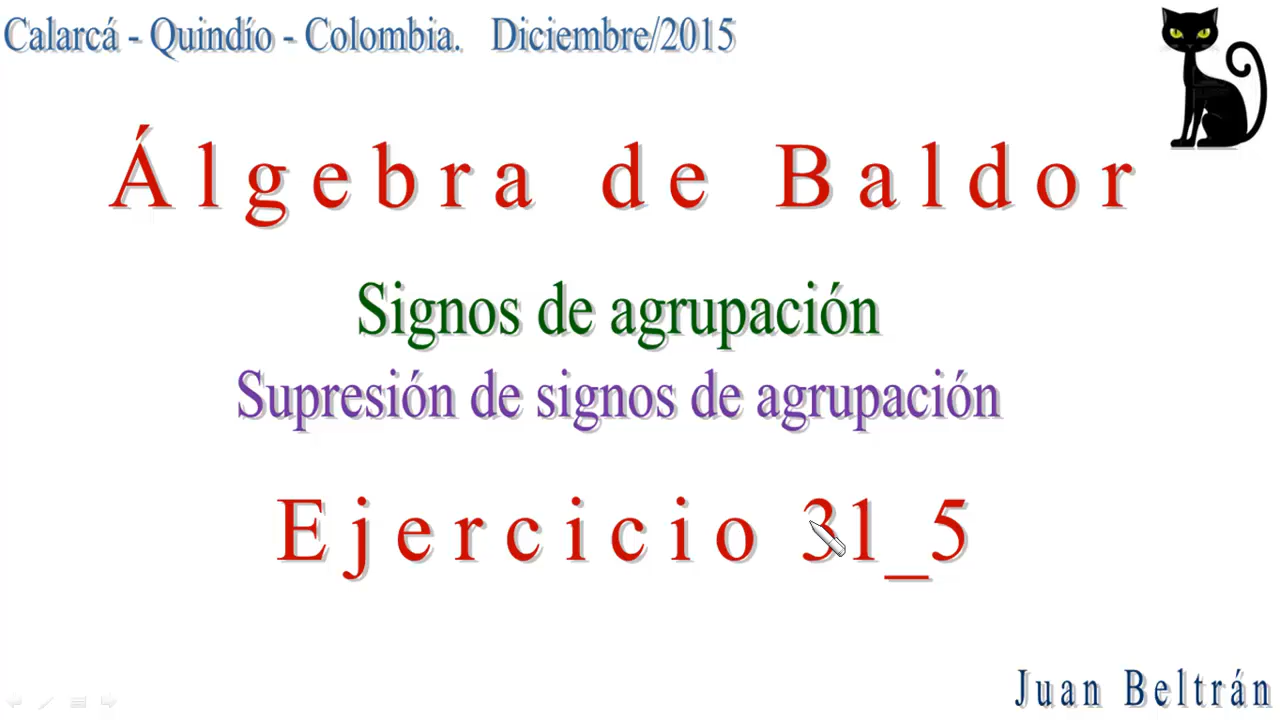 Calarcá - Quindío - Colombia. Diciembre/2015
Álgebra de Baldor
Signos de agrupación
Supresión de signos de agrupación
Ejercicio 31_5
Juan Beltrán